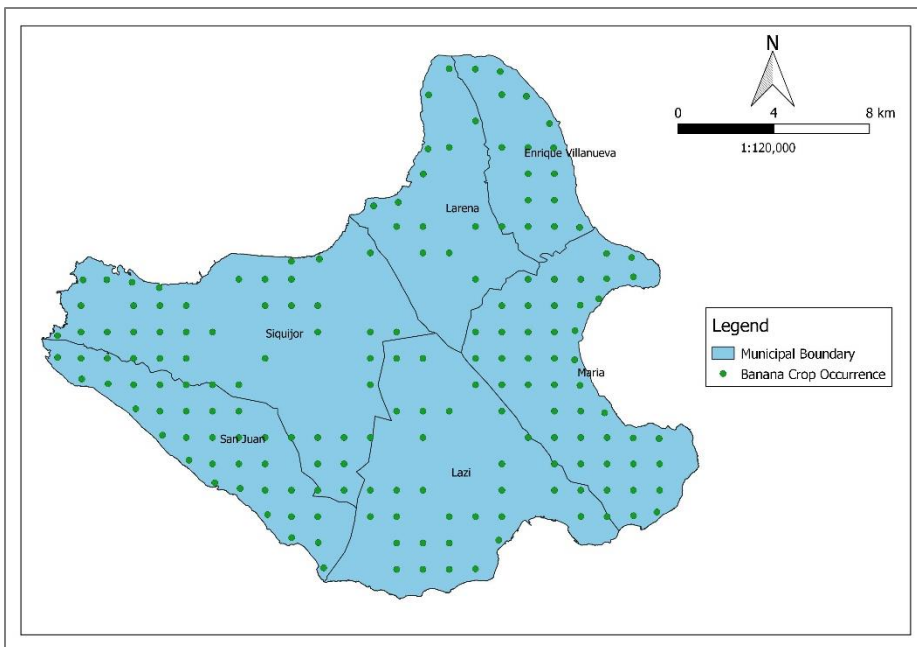 N
0 4 8 km
1:120,000
Enrique Villanueva
Larena
Siquijor
Maria
San Juan
Lazi
Legend
Municipal Boundary
Banana Crop Occurrence